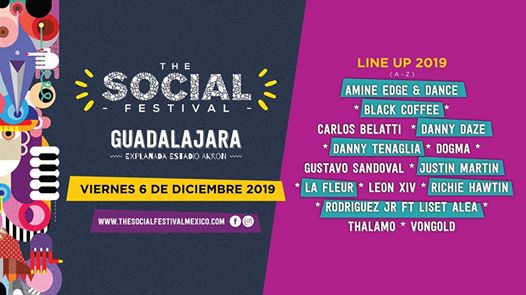 THE
SOCIAL
- FESTIVAL -
GUADALAJARA
EXPLANADA ESTADIO AKRON
VIERNES 6 DE DICIEMBRE 2019
WWW.THESOCIALFESTIVALMEXICO.COM
LINE UP 2019
(A-Z)
AMINE EDGE & DANCE
* BLACK COFFEE *
CARLOS BELATTI * DANNY DAZE
* DANNY TENAGLIA * DOGMA *
GUSTAVO SANDOVAL * JUSTIN MARTIN
* LA FLEUR * LEON XIV * RICHIE HAWTIN
* RODRIGUEZ JR FT LISET ALEA *
THALAMO * VONGOLD